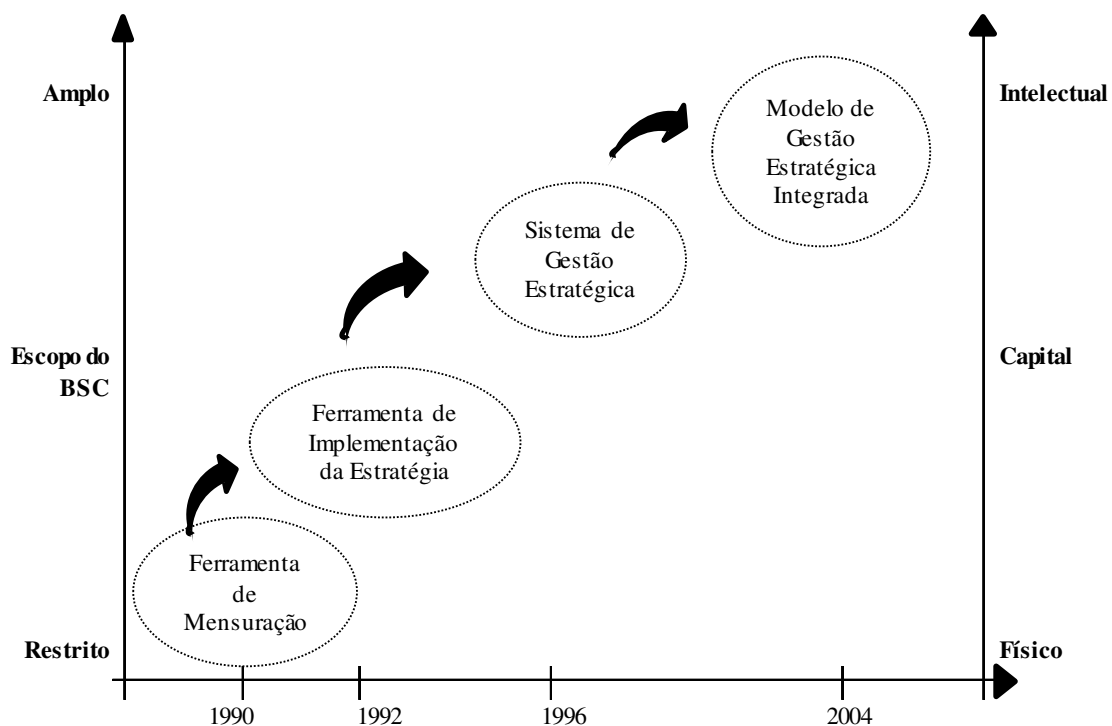 Amplo
Intelectual
Modelo de
Gestão
Estratégica
Integrada
Sistema de
Gestão
Estratégica
Escopo do
BSC
Capital
Ferramenta de
Implementação
da Estratégia
Ferramenta
de
Mensuração
Restrito
Físico
1990
1992
1996
2004